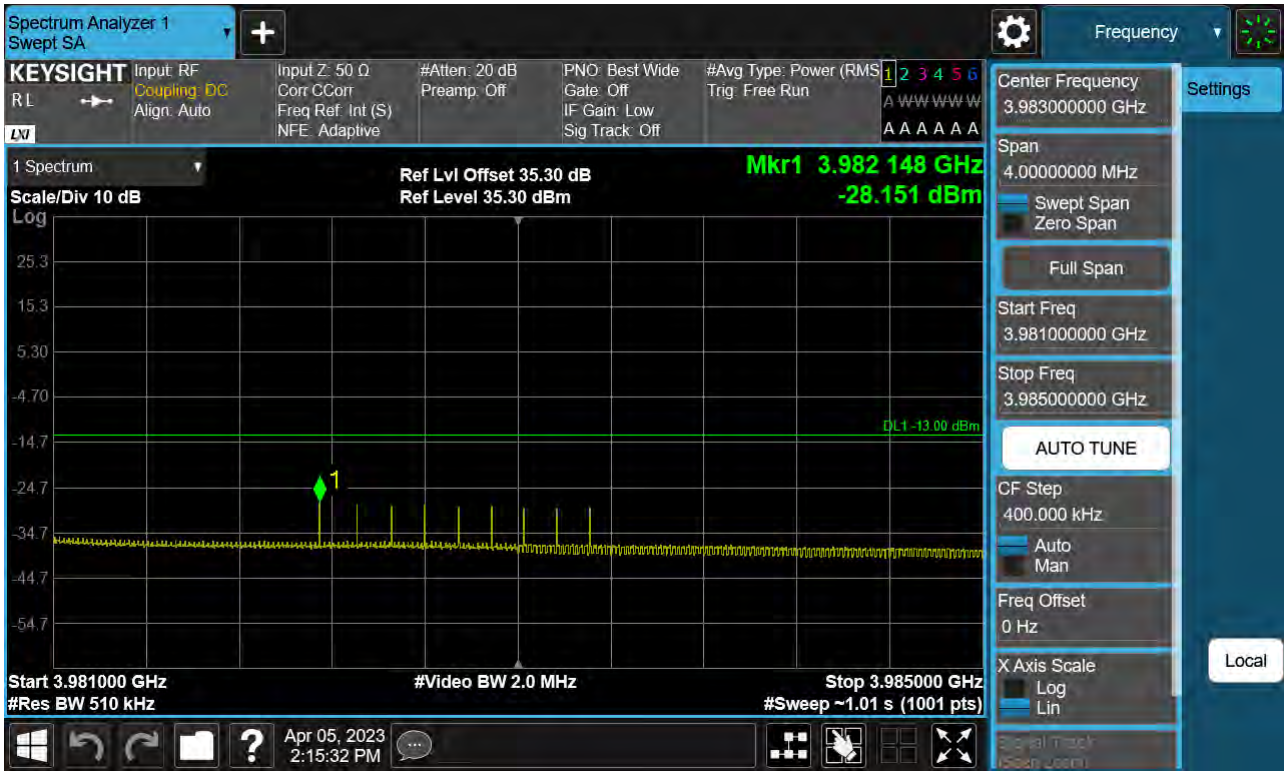 Spectrum Analyzer 1
Swept SA
+
Frequency
KEYSIGHT
RL
LXI
Input: RF
Coupling: DC
Align: Auto
Input Z: 50 Ω
Corr CCorr
Freq Ref: Int (S)
NFE: Adaptive
#Atten: 20 dB
Preamp: Off
PNO: Best Wide
Gate: Off
IF Gain: Low
Sig Track: Off
#Avg Type: Power (RMS
Trig: Free Run
1 2 3 4 5 6
A W W W W W
A A A A A A
1 Spectrum
Scale/Div 10 dB
Log
Ref Lvl Offset 35.30 dB
Ref Level 35.30 dBm
Mkr1 3.982 148 GHz
-28.151 dBm
25.3
15.3
5.30
-4.70
-14.7
-24.7
-34.7
-44.7
-54.7
DL1 -13.00 dBm
1
Start 3.981000 GHz
#Res BW 510 kHz
#Video BW 2.0 MHz
Stop 3.985000 GHz
#Sweep ~1.01 s (1001 pts)
Center Frequency
3.983000000 GHz
Settings
Span
4.00000000 MHz
Swept Span
Zero Span
Full Span
Start Freq
3.981000000 GHz
Stop Freq
3.985000000 GHz
AUTO TUNE
CF Step
400.000 kHz
Auto
Man
Freq Offset
0 Hz
X Axis Scale
Log
Lin
Local
Signal Track
(Span Zoom)
?
Apr 05, 2023
2:15:32 PM